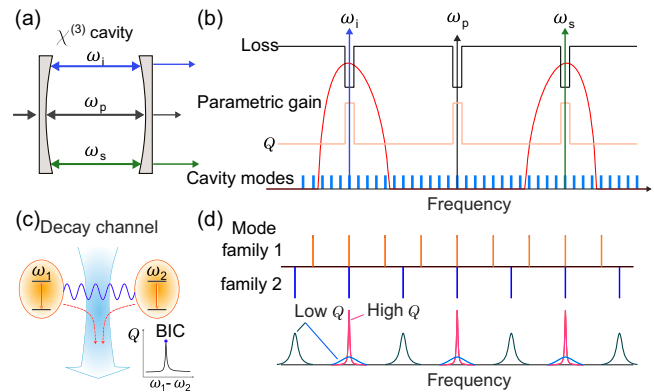 (a)
χ⁽³⁾ cavity
ωᵢ
ωₚ
ωₛ
(b)
ωᵢ ωₚ ωₛ
Loss
Parametric gain
Q
Cavity modes
Frequency
(c)
Decay channel
ω₁ ω₂
Q BIC
ω₁-ω₂
(d)
Mode
family 1
family 2
Low Q High Q
Frequency